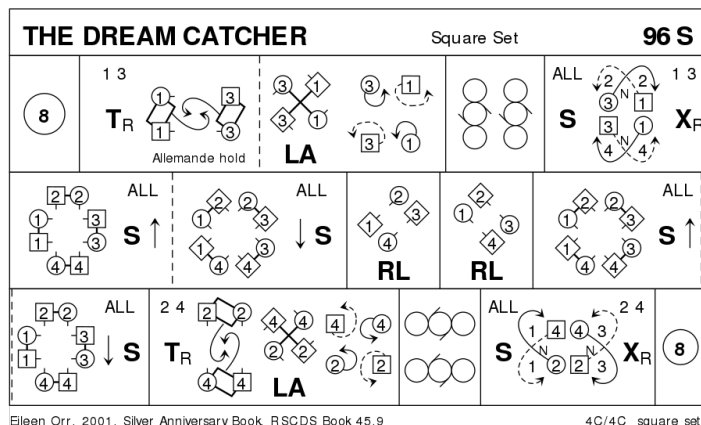 THE DREAM CATCHER Square Set 96 S
8
1 3
TR
1 3 1 3
Allemande hold
3 1 3 1
LA
3 1 3 1
ALL 1 3
S XR
2 2
3 N 1
3 1
4 N 4
ALL
S ↑
2 2
1 3
1 3
4 4
↓ S
ALL
2 2
1 3
1 3
4 4
2
1 3
4
RL
2
1 3
4
RL
ALL
S ↑
2 2
1 3
1 3
4 4
ALL
↓ S
2 2
1 3
1 3
4 4
2 4
TR
2 2
4 4
4 4
2 2
LA
4 4
2 2
ALL 2 4
S XR
1 4 4 3
N N
1 2 2 3
8
Eileen Orr, 2001, Silver Anniversary Book, RSCDS Book 45.9 4C/4C square set